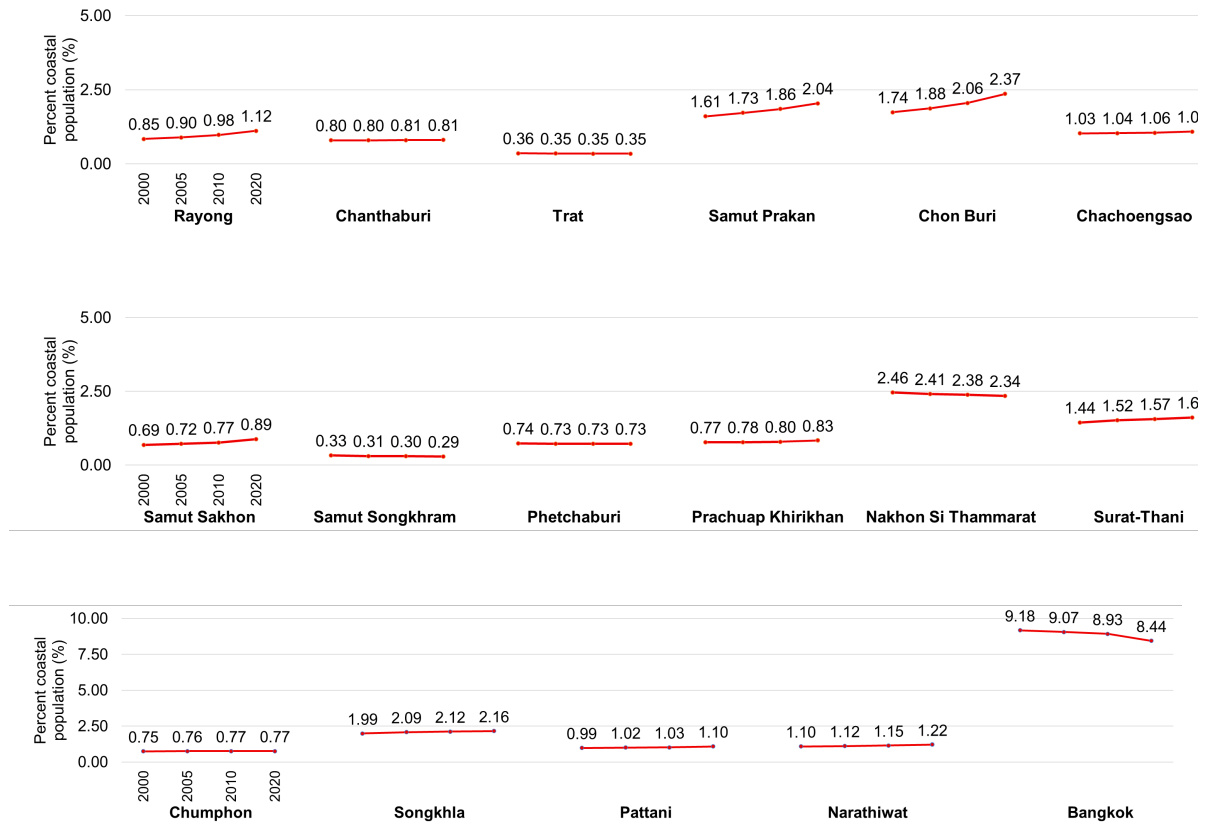 5.00
2.50
0.00
Percent coastal
population (%)
0.85 0.90 0.98 1.12
0.80 0.80 0.81 0.81
0.36 0.35 0.35 0.35
1.61 1.73 1.86 2.04
1.74 1.88 2.06 2.37
1.03 1.04 1.06 1.0
2000 2005 2010 2020
Rayong Chanthaburi Trat Samut Prakan Chon Buri Chachoengsao
5.00
2.50
0.00
Percent coastal
population (%)
0.69 0.72 0.77 0.89
0.33 0.31 0.30 0.29
0.74 0.73 0.73 0.73
0.77 0.78 0.80 0.83
2.46 2.41 2.38 2.34
1.44 1.52 1.57 1.6
2000 2005 2010 2020
Samut Sakhon Samut Songkhram Phetchaburi Prachuap Khirikhan Nakhon Si Thammarat Surat-Thani
10.00
7.50
5.00
2.50
0.00
Percent coastal
population (%)
0.75 0.76 0.77 0.77
1.99 2.09 2.12 2.16
0.99 1.02 1.03 1.10
1.10 1.12 1.15 1.22
9.18 9.07 8.93 8.44
2000 2005 2010 2020
Chumphon Songkhla Pattani Narathiwat Bangkok